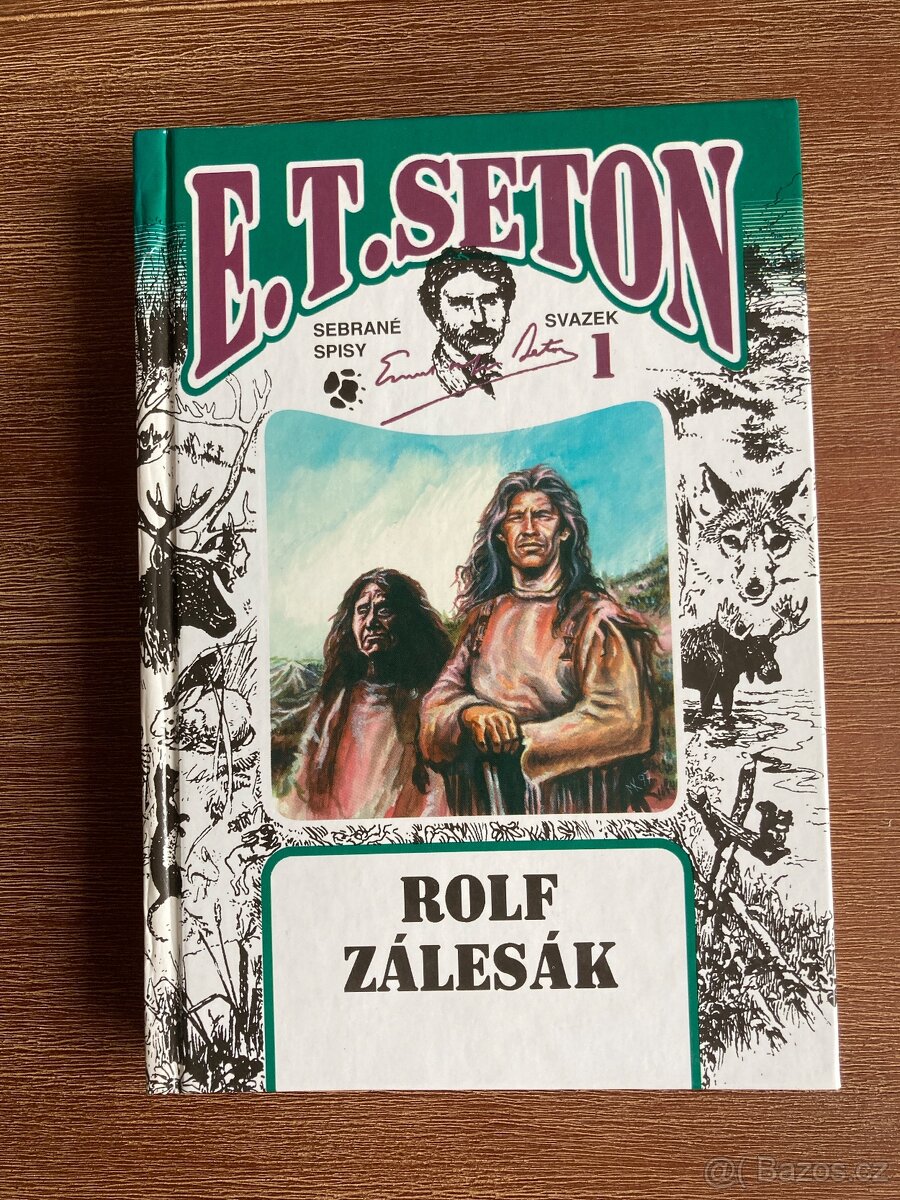 E.T.SETON
SEBRANÉ
SPISY
SVAZEK
1
ROLF
ZÁLESÁK
@( Bazos.cz